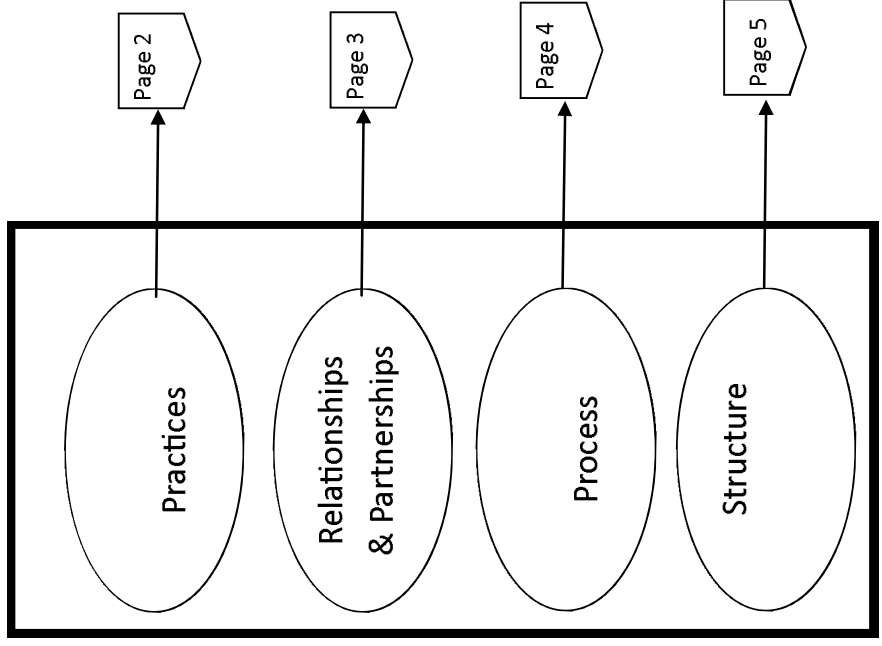 Practices
Page 2
Relationships
& Partnerships
Page 3
Process
Page 4
Structure
Page 5